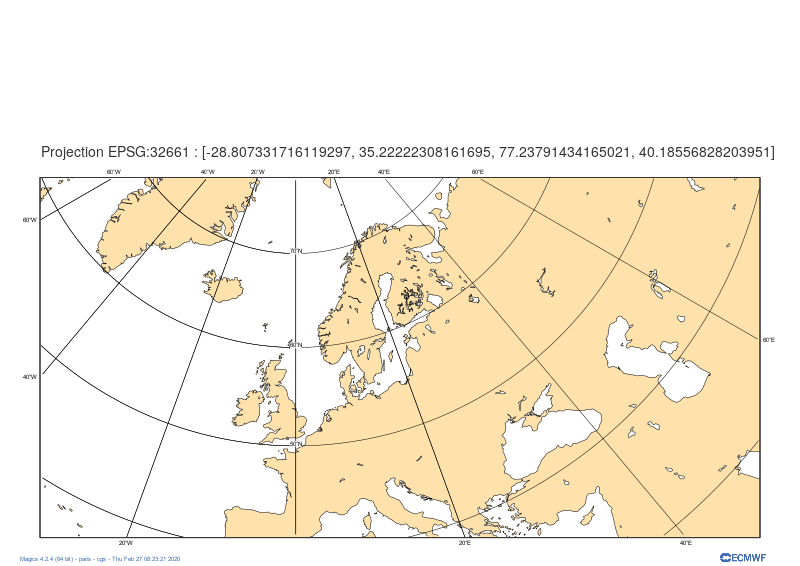 Projection EPSG:32661 : [-28.807331716119297, 35.22222308161695, 77.23791434165021, 40.18556828203951]
60°W 40°W 20°W 20°E 40°E 60°E
60°W
70°N
60°N
60°E
40°W
50°N
20°W 20°E 40°E
Magics 4.2.4 (64 bit) - paris - cgs - Thu Feb 27 08:23:21 2020
ECMWF